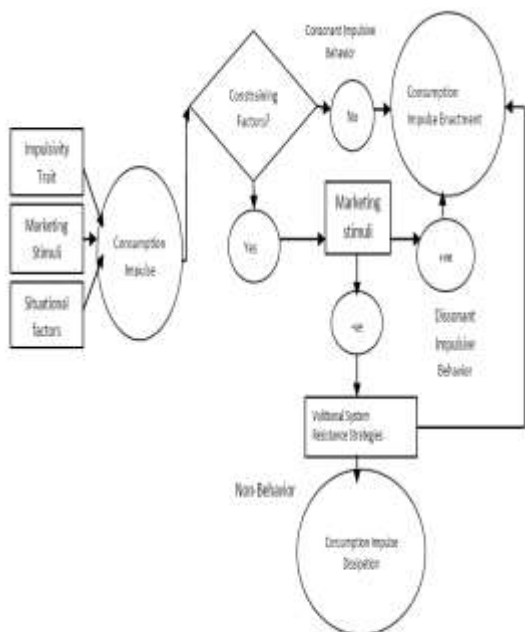 Consonant Impulsive
Behavior
Constraining
Factors?
No
Consumption
Impulse Enactment
Impulsivity
Trait
Marketing
Stimuli
Situational
factors
Consumption
Impulse
Yes
Marketing
stimuli
+ve
-ve
Dissonant
Impulsive
Behavior
Volitional System
Resistance Strategies
Non-Behavior
Consumption Impulse
Dissipation